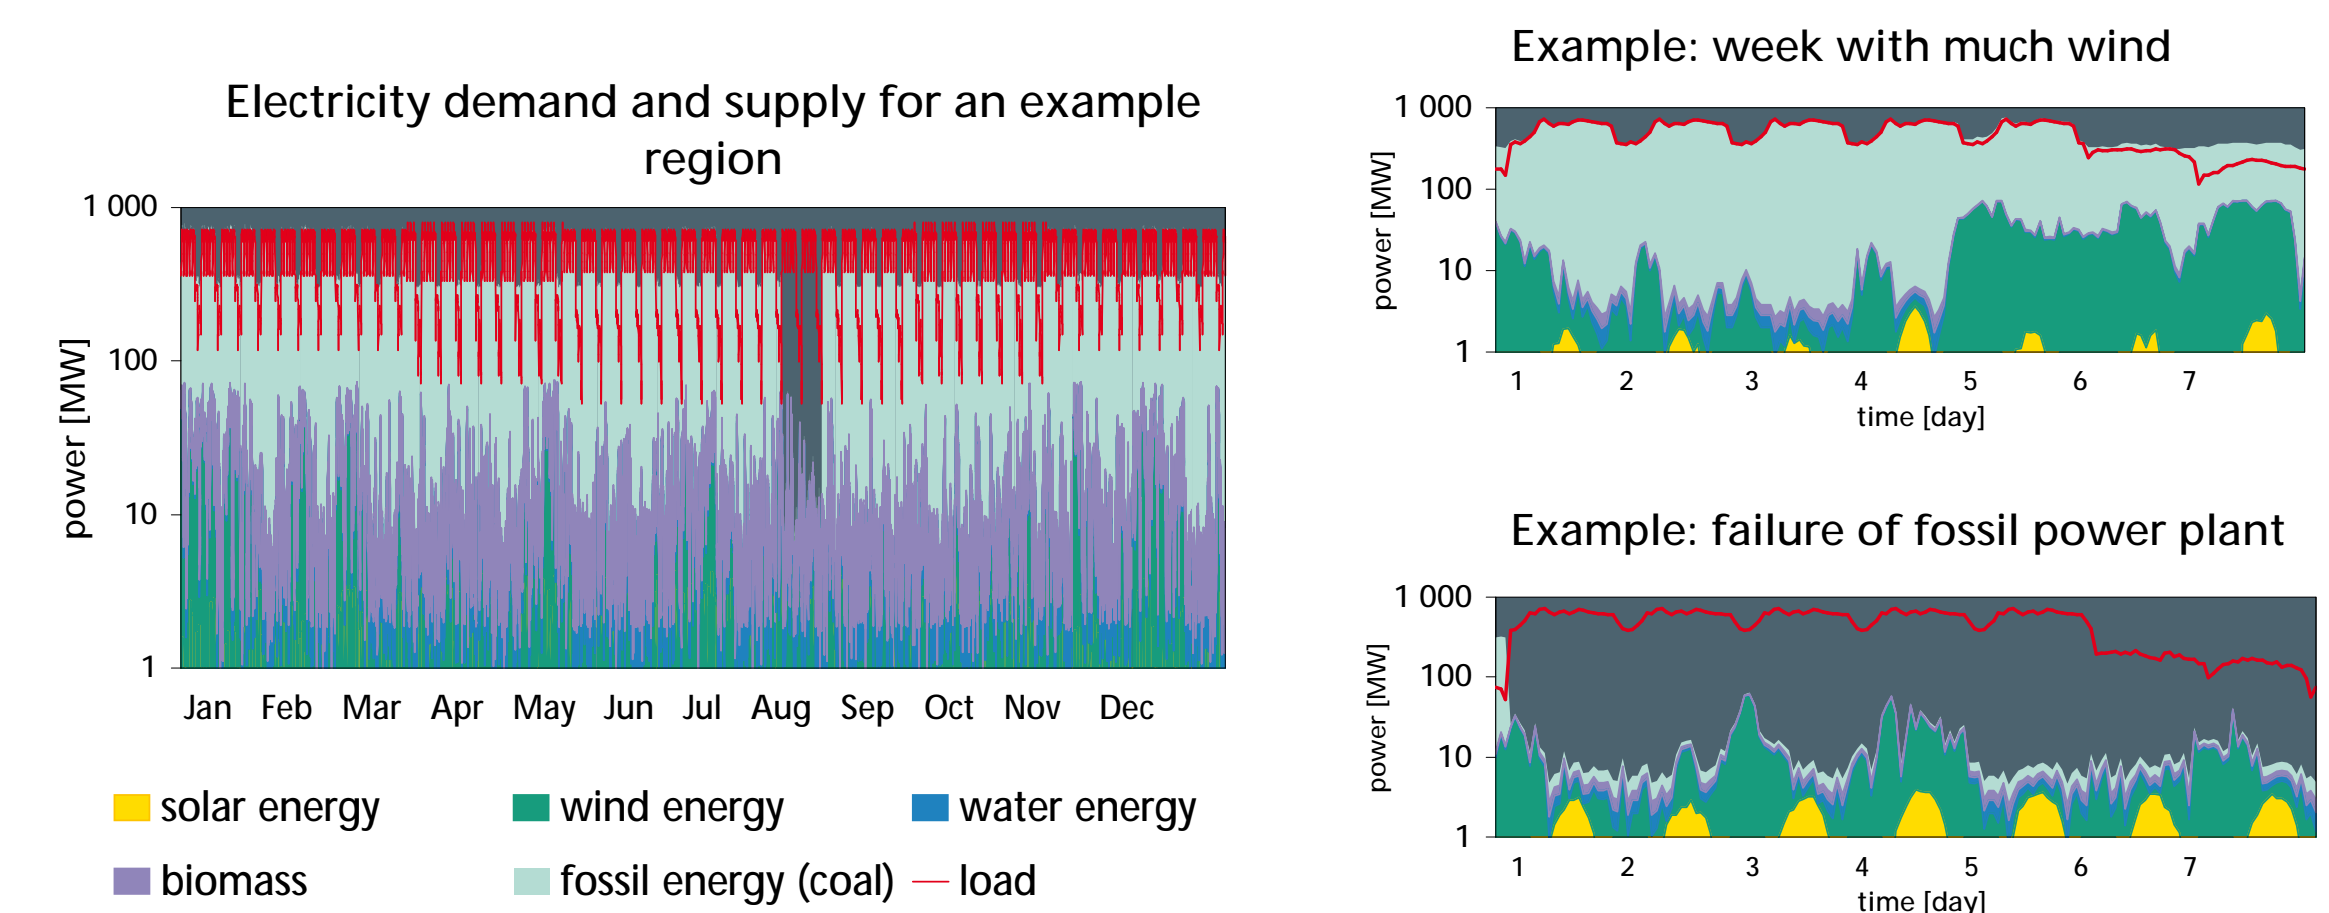 Electricity demand and supply for an example
region
power [MW]
1 000
100
10
1
Jan Feb Mar Apr May Jun Jul Aug Sep Oct Nov Dec
solar energy wind energy water energy
biomass fossil energy (coal) load
Example: week with much wind
power [MW]
1 000
100
10
1
1 2 3 4 5 6 7
time [day]
Example: failure of fossil power plant
power [MW]
1 000
100
10
1
1 2 3 4 5 6 7
time [day]